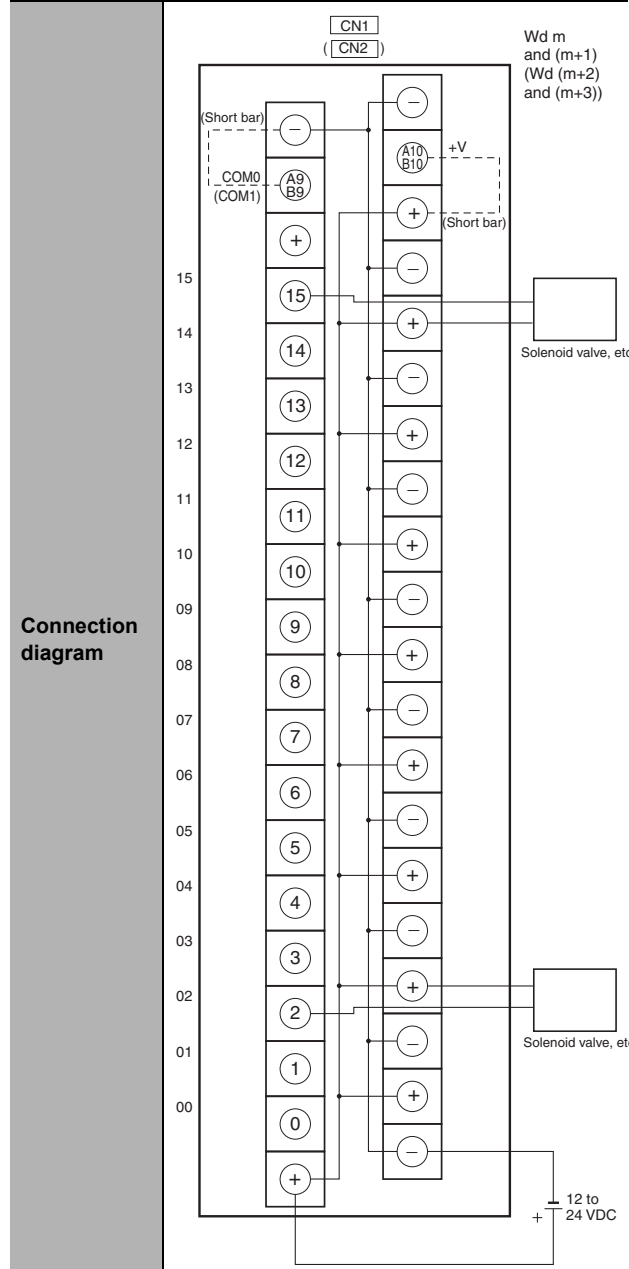 Connection
diagram
CN1
( CN2 )
Wd m
and (m+1)
(Wd (m+2)
and (m+3))
(Short bar)
−
−
A10
B10
+V
COM0
(COM1)
A9
B9
+
(Short bar)
+
−
15
15
+
Solenoid valve, etc
14
14
−
13
13
+
12
12
−
11
11
+
10
10
−
09
9
+
08
8
−
07
7
+
06
6
−
05
5
+
04
4
−
03
3
+
02
2
−
Solenoid valve, etc
01
1
+
00
0
−
+
12 to
+ 24 VDC